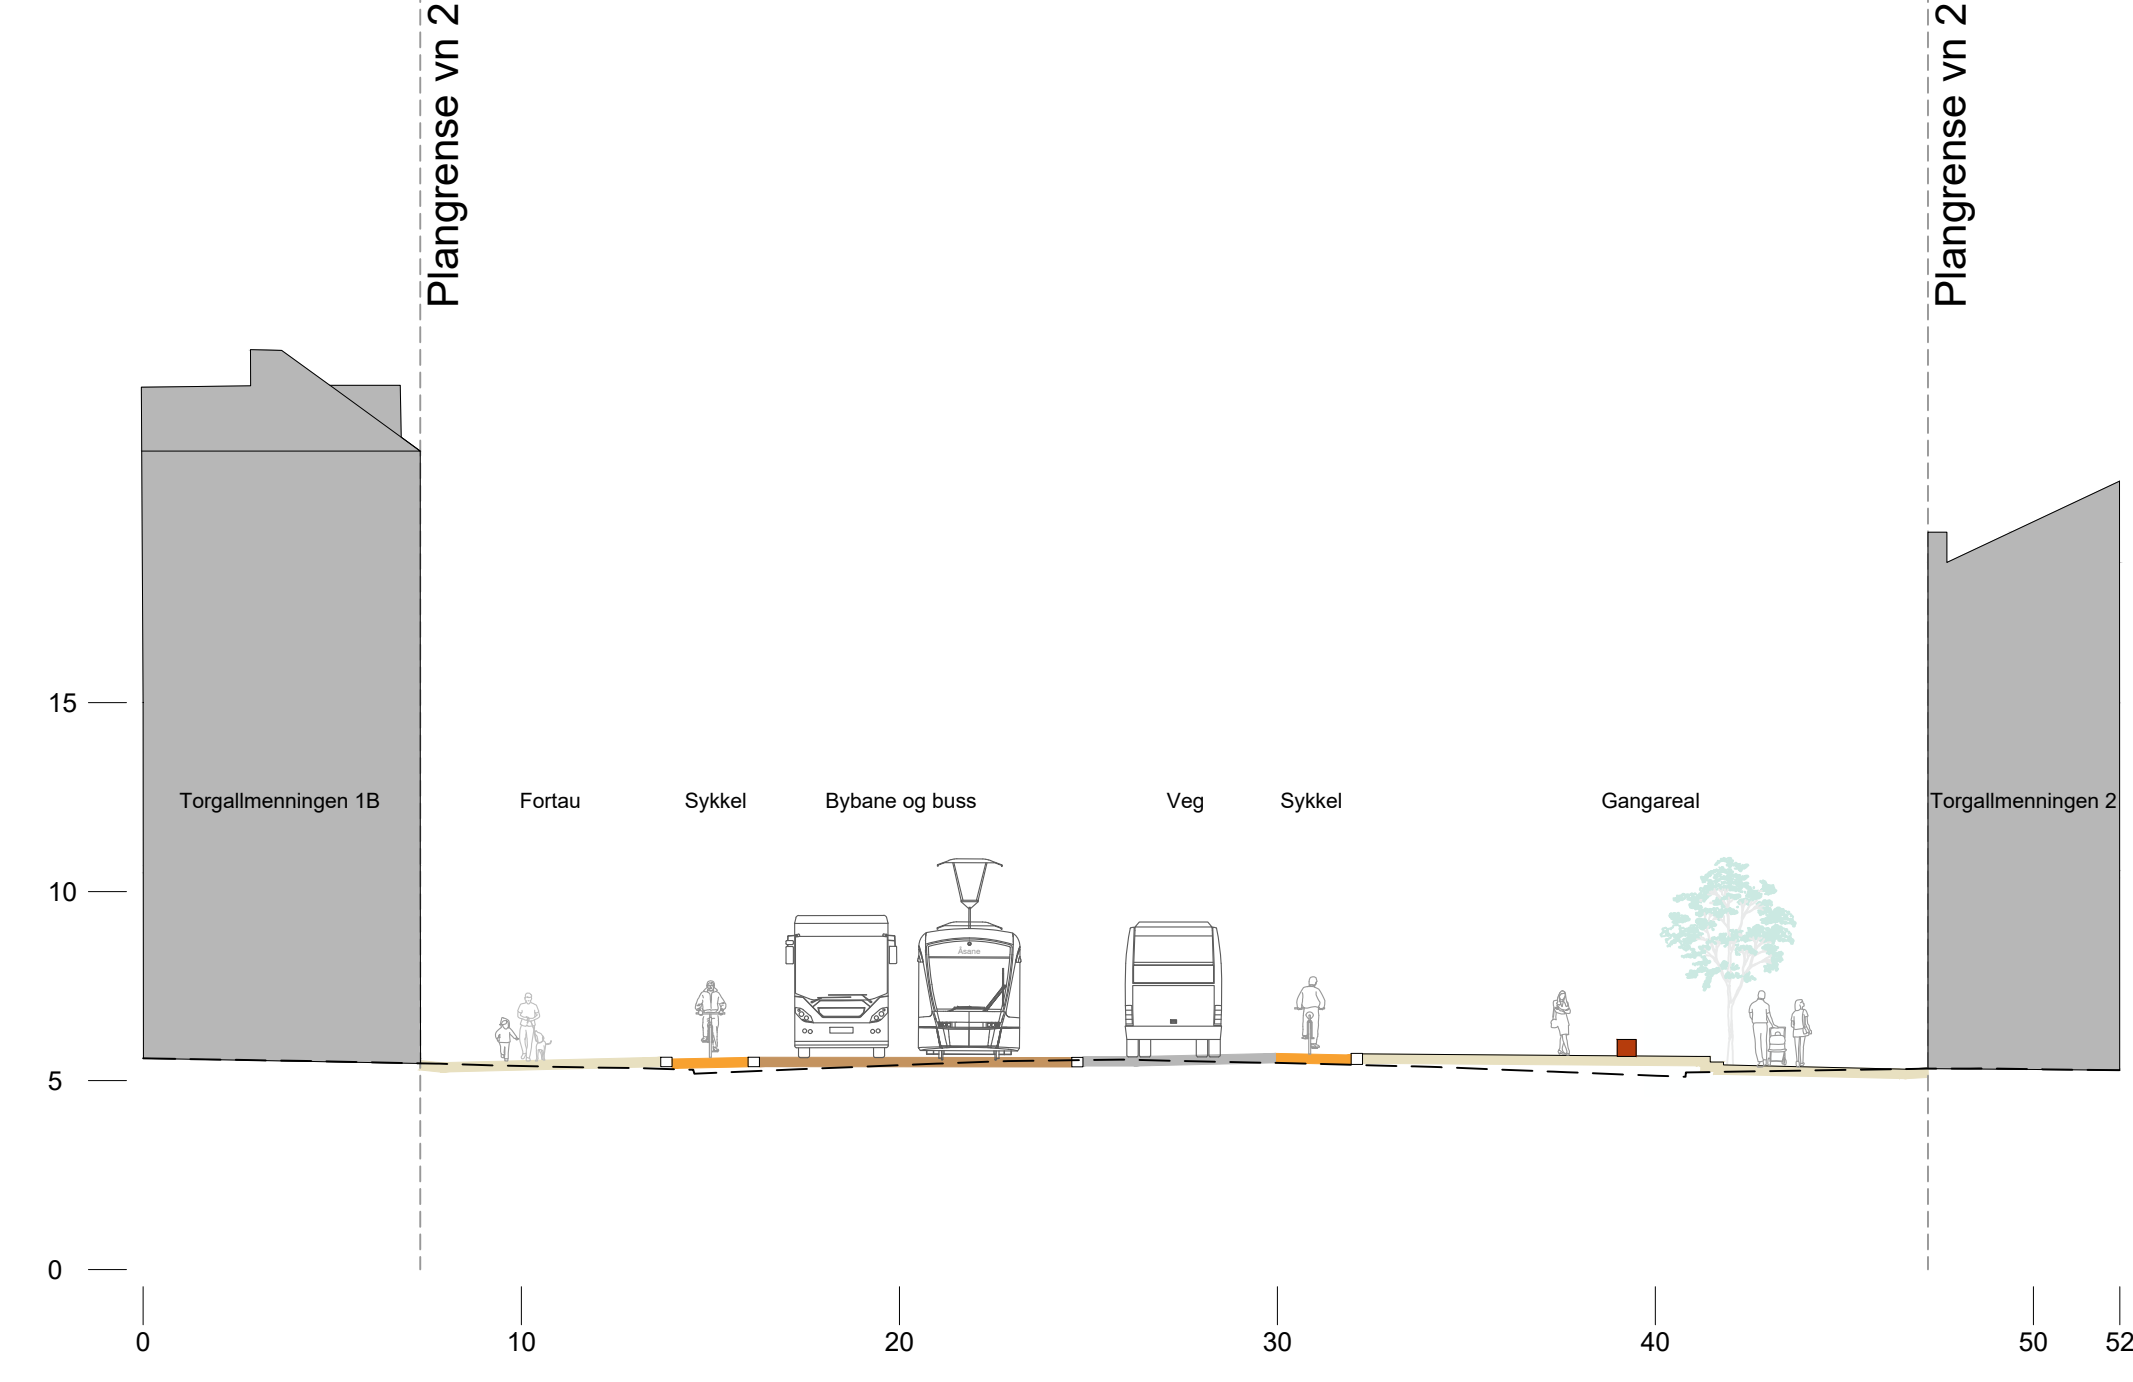 Plangrense vn 2
Plangrense vn 2
15
Torgallmenningen 1B
Fortau
Sykkel
Bybane og buss
Veg
Sykkel
Gangareal
Torgallmenningen 2
10
Åsane
5
0
0
10
20
30
40
50
52